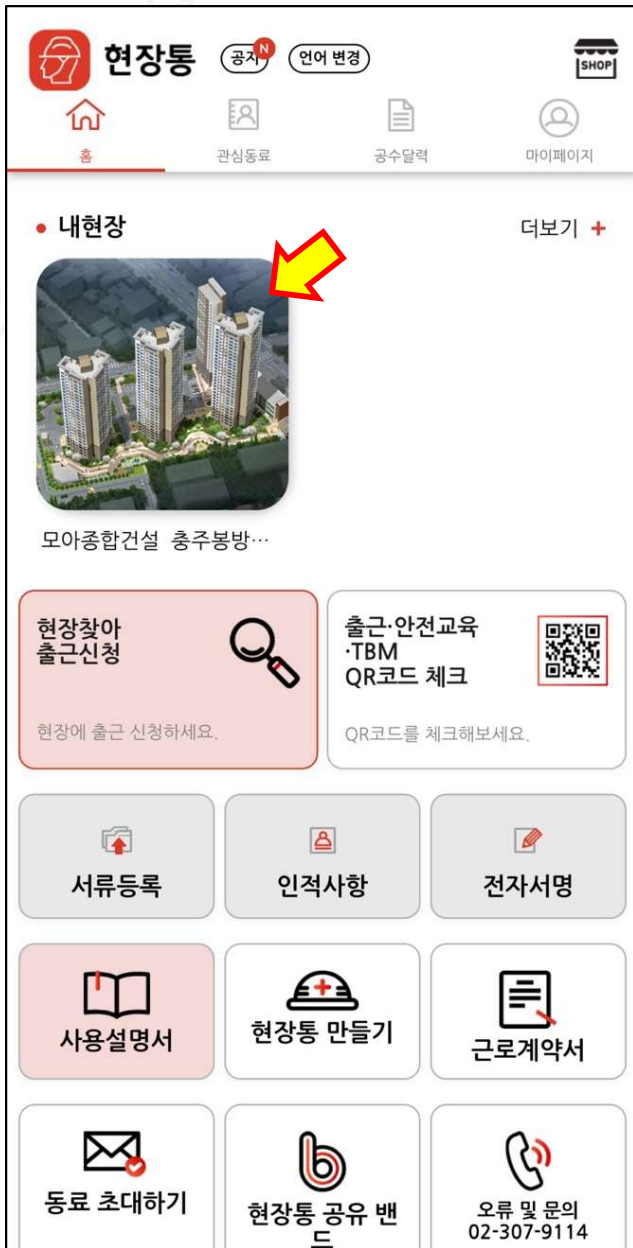 현장통
공지
N
언어 변경
SHOP
홈
관심동료
공수달력
마이페이지
내현장
더보기 +
모아종합건설 충주봉방…
현장찾아
출근신청
현장에 출근 신청하세요.
출근·안전교육
·TBM
QR코드 체크
QR코드를 체크해보세요.
서류등록
인적사항
전자서명
사용설명서
현장통 만들기
근로계약서
동료 초대하기
현장통 공유 밴
드
오류 및 문의
02-307-9114